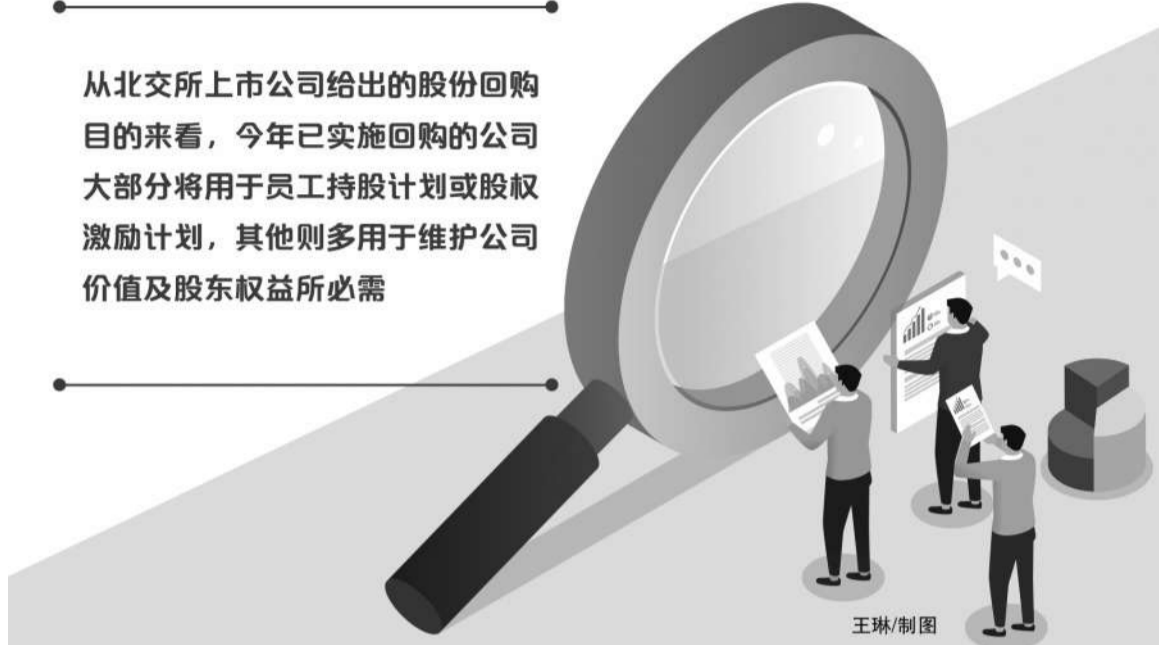 从北交所上市公司给出的股份回购
目的来看，今年已实施回购的公司
大部分将用于员工持股计划或股权
激励计划，其他则多用于维护公司
价值及股东权益所必需
王琳/制图